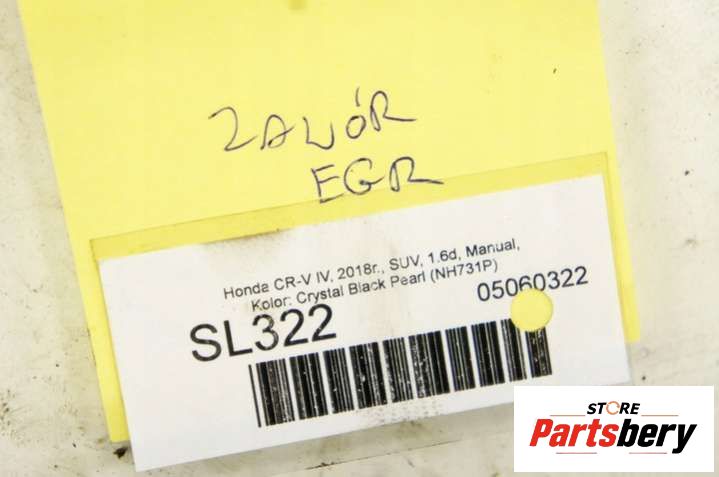 ZAWÓR
EGR
Honda CR-V IV, 2018r., SUV, 1.6d, Manual,
Kolor: Crystal Black Pearl (NH731P)
SL322
05060322
STORE
Partsbery